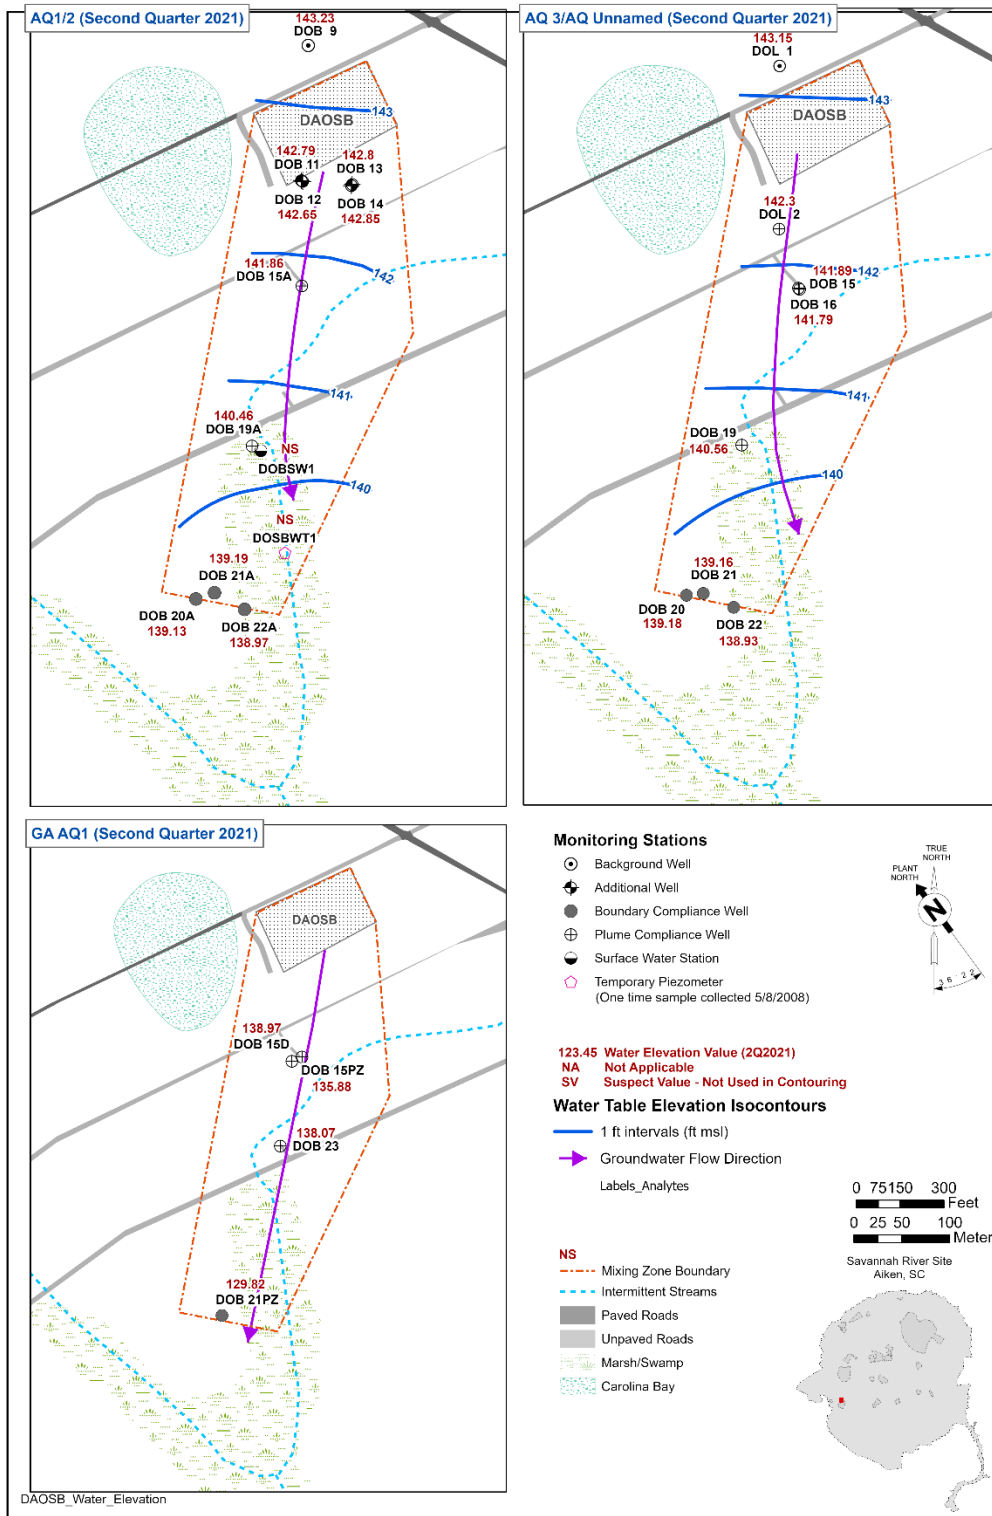 AQ1/2 (Second Quarter 2021)
143.23
DOB 9
143
DAOSB
142.79
DOB 11
142.8
DOB 13
DOB 12
142.65
DOB 14
142.85
141.86
DOB 15A
142
141
140.46
DOB 19A
NS
DOBSW1
140
NS
DOSBWT1
139.19
DOB 21A
DOB 20A
139.13
DOB 22A
138.97
AQ 3/AQ Unnamed (Second Quarter 2021)
143.15
DOL 1
143
DAOSB
142.3
DOL 2
141.89
142
DOB 15
DOB 16
141.79
141
DOB 19
140.56
140
139.16
DOB 21
DOB 20
139.18
DOB 22
138.93
GA AQ1 (Second Quarter 2021)
DAOSB
138.97
DOB 15D
DOB 15PZ
135.88
138.07
DOB 23
129.82
DOB 21PZ
DAOSB_Water_Elevation
Monitoring Stations
Background Well
Additional Well
Boundary Compliance Well
Plume Compliance Well
Surface Water Station
Temporary Piezometer
(One time sample collected 5/8/2008)
TRUE
NORTH
PLANT
NORTH
N
36-22
123.45 Water Elevation Value (2Q2021)
NA Not Applicable
SV Suspect Value - Not Used in Contouring
Water Table Elevation Isocontours
1 ft intervals (ft msl)
Groundwater Flow Direction
Labels_Analytes
NS
Mixing Zone Boundary
Intermittent Streams
Paved Roads
Unpaved Roads
Marsh/Swamp
Carolina Bay
0 75150 300
Feet
0 25 50 100
Meter
Savannah River Site
Aiken, SC